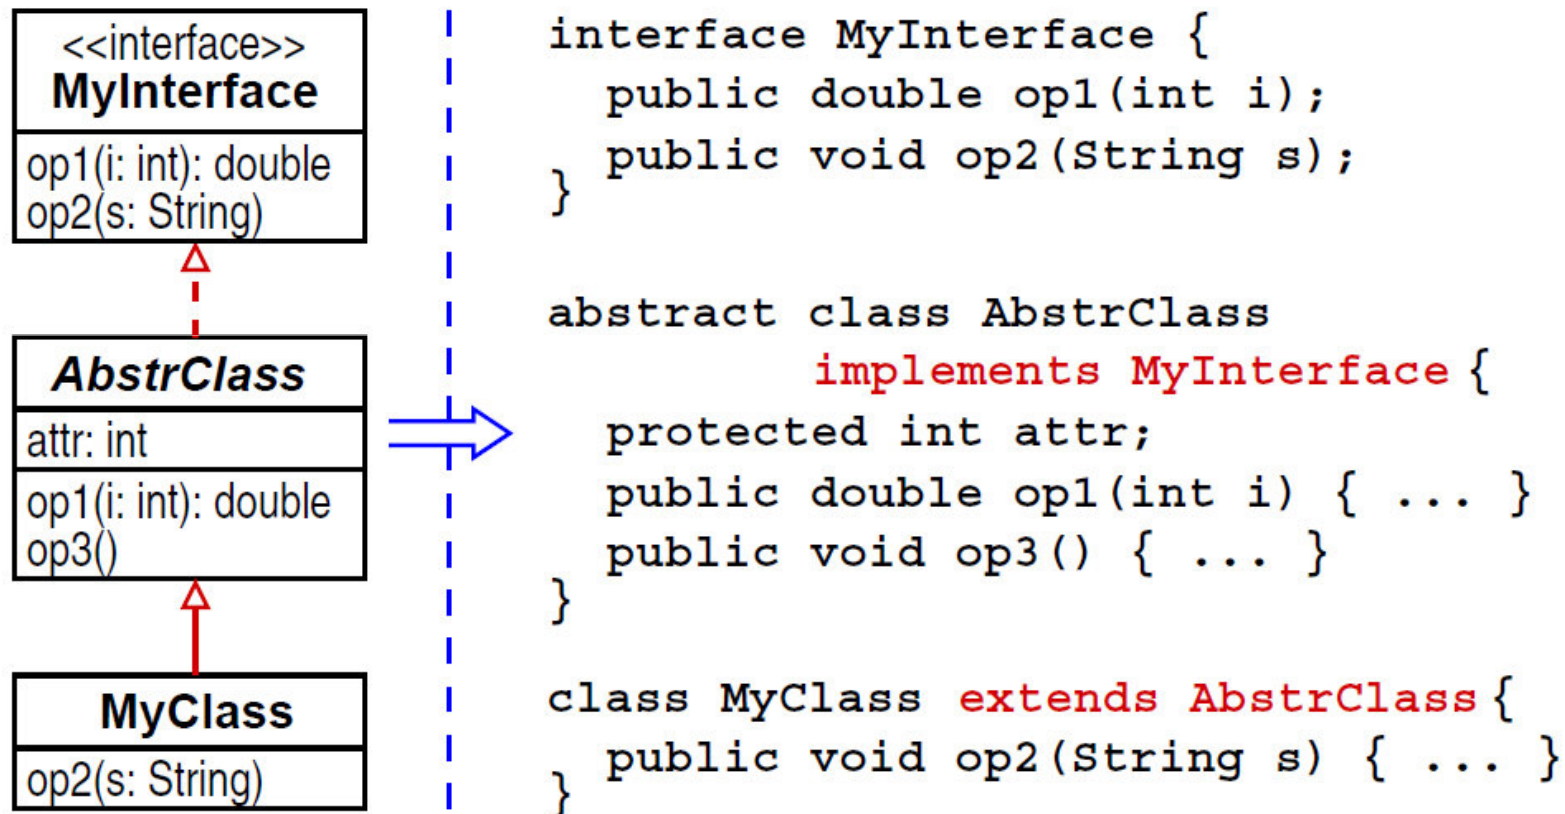 <<interface>>
MyInterface
op1(i: int): double
op2(s: String)
AbstrClass
attr: int
op1(i: int): double
op3()
MyClass
op2(s: String)
interface MyInterface {
public double op1(int i);
public void op2(String s);
}
abstract class AbstrClass
implements MyInterface {
protected int attr;
public double op1(int i) { ... }
public void op3() { ... }
}
class MyClass extends AbstrClass {
public void op2(String s) { ... }
}